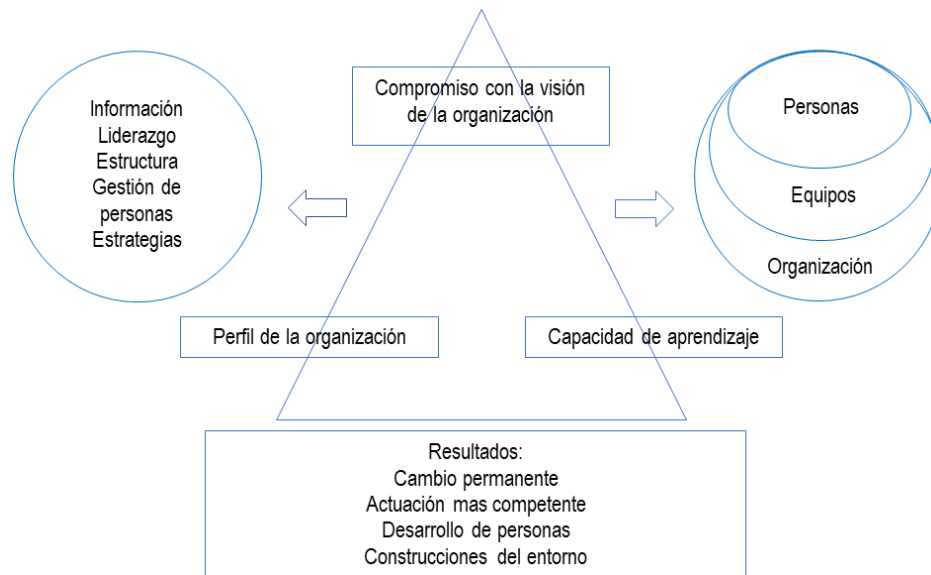 Compromiso con la visión
de la organización
Información
Liderazgo
Estructura
Gestión de
personas
Estrategias
Personas
Equipos
Organización
Perfil de la organización
Capacidad de aprendizaje
Resultados:
Cambio permanente
Actuación mas competente
Desarrollo de personas
Construcciones del entorno